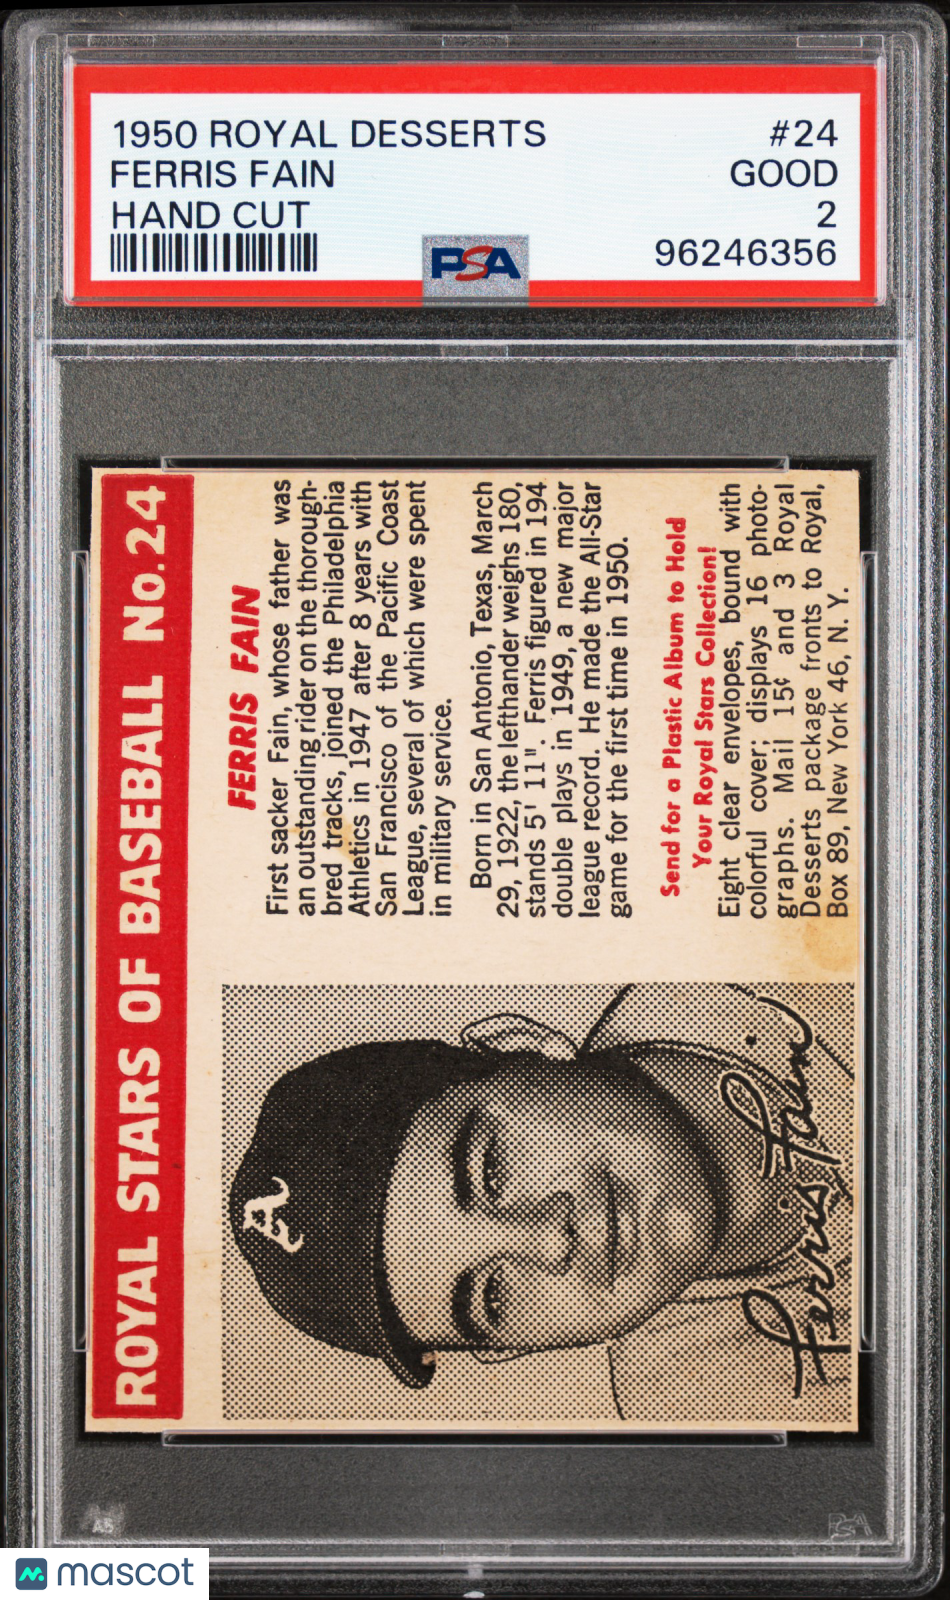 1950 ROYAL DESSERTS #24
FERRIS FAIN GOOD
HAND CUT 2
PSA 96246356
ROYAL STARS OF BASEBALL No. 24
FERRIS FAIN
First sacker Fain, whose father was
an outstanding rider on the thorough-
bred tracks, joined the Philadelphia
Athletics in 1947 after 8 years with
San Francisco of the Pacific Coast
League, several of which were spent
in military service.
Born in San Antonio, Texas, March
29, 1922, the lefthander weighs 180,
stands 5' 11". Ferris figured in 194
double plays in 1949, a new major
league record. He made the All-Star
game for the first time in 1950.
Send for a Plastic Album to Hold
Your Royal Stars Collection!
Eight clear envelopes, bound with
colorful cover; displays 16 photo-
graphs. Mail 15¢ and 3 Royal
Desserts package fronts to Royal,
Box 89, New York 46, N. Y.
A
Ferris Fain
A5
PSA
mascot